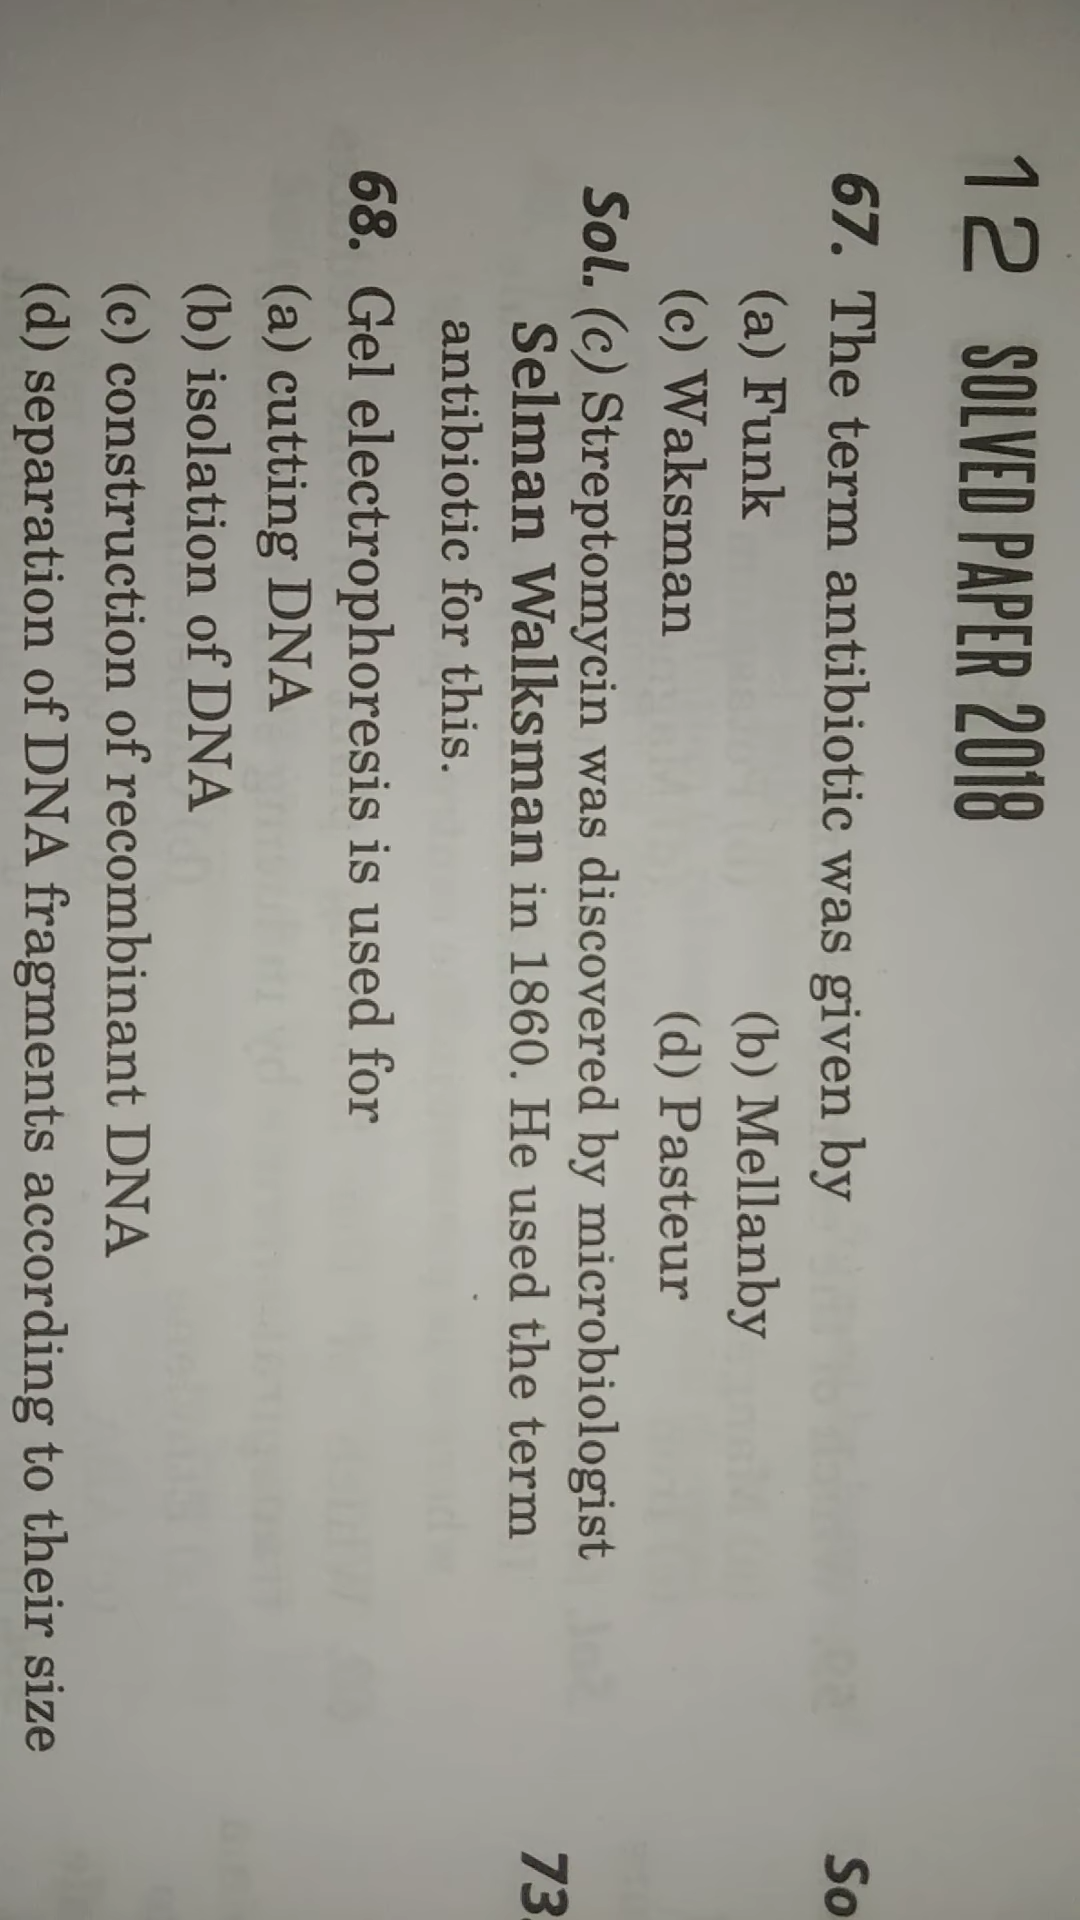 12 SOLVED PAPER 2018
67. The term antibiotic was given by
(a) Funk (b) Mellanby
(c) Waksman (d) Pasteur
Sol. (c) Streptomycin was discovered by microbiologist
Selman Walksman in 1860. He used the term
antibiotic for this.
68. Gel electrophoresis is used for
(a) cutting DNA
(b) isolation of DNA
(c) construction of recombinant DNA
(d) separation of DNA fragments according to their size
So
73.